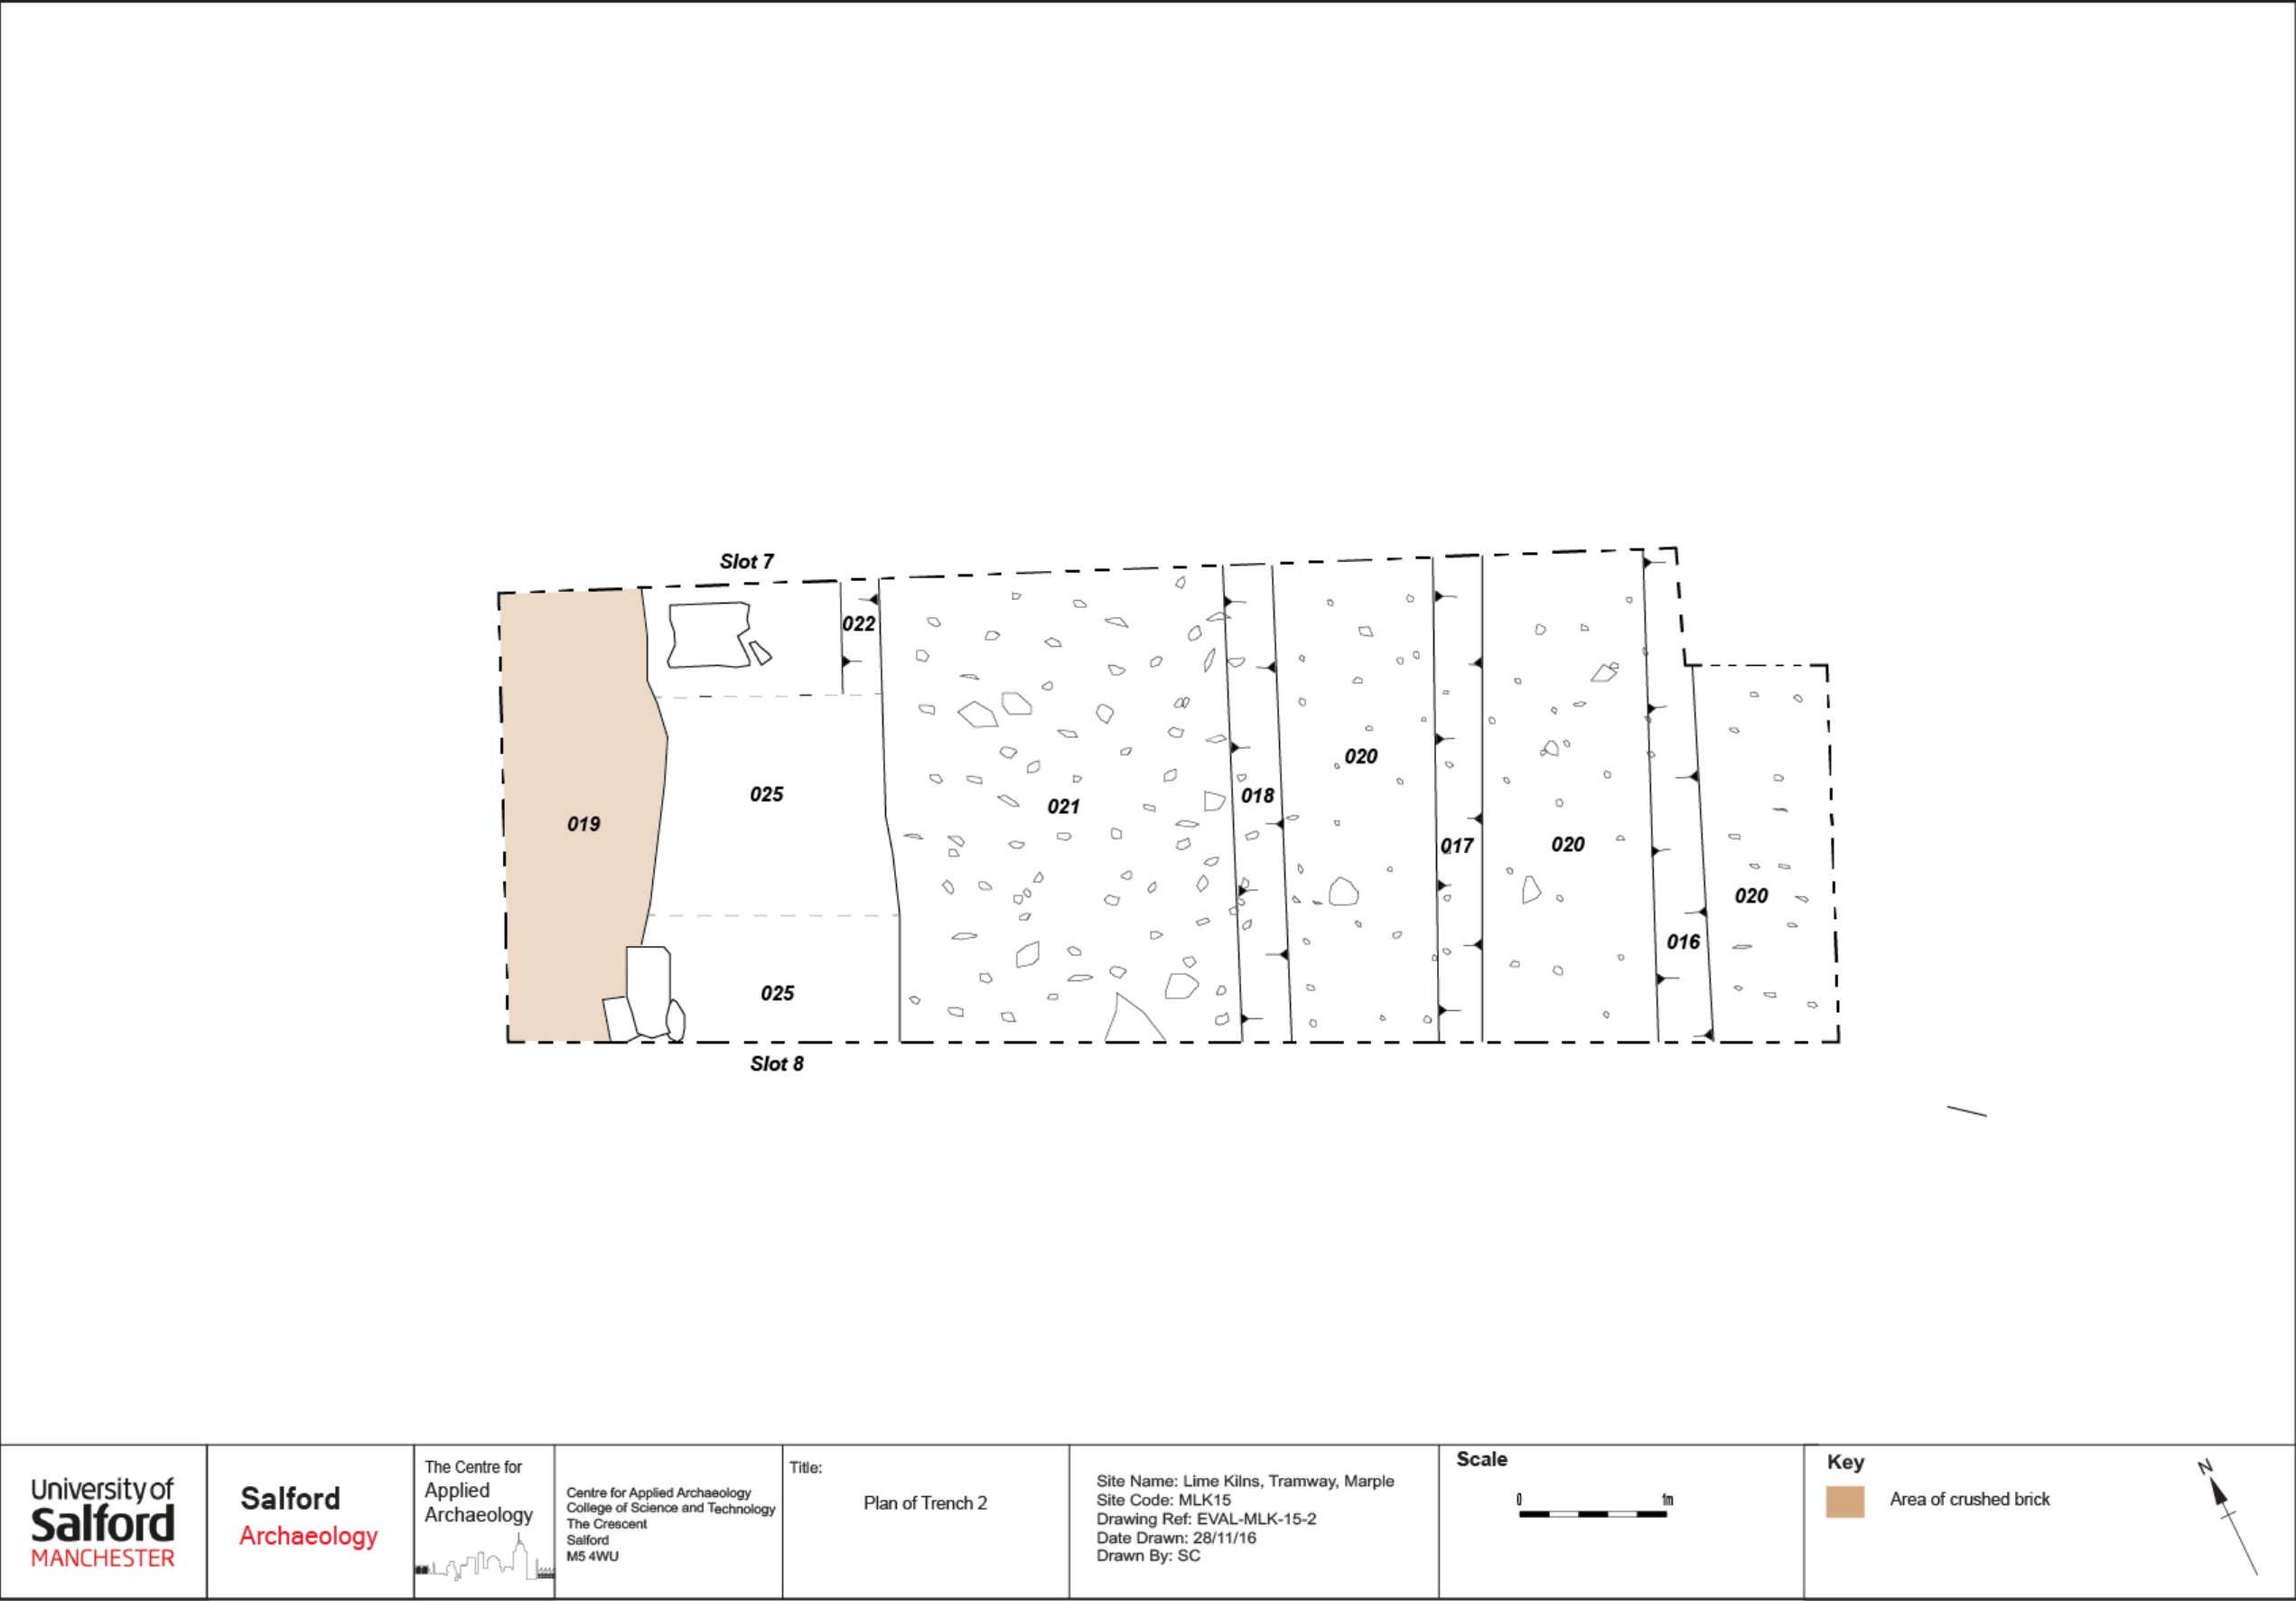 Slot 7
022
020
025
018
021
019
017
020
020
016
025
Slot 8
University of
Salford
MANCHESTER
Salford
Archaeology
The Centre for
Applied
Archaeology
Centre for Applied Archaeology
College of Science and Technology
The Crescent
Salford
M5 4WU
Title:
Plan of Trench 2
Site Name: Lime Kilns, Tramway, Marple
Site Code: MLK15
Drawing Ref: EVAL-MLK-15-2
Date Drawn: 28/11/16
Drawn By: SC
Scale
0 1m
Key
Area of crushed brick
N